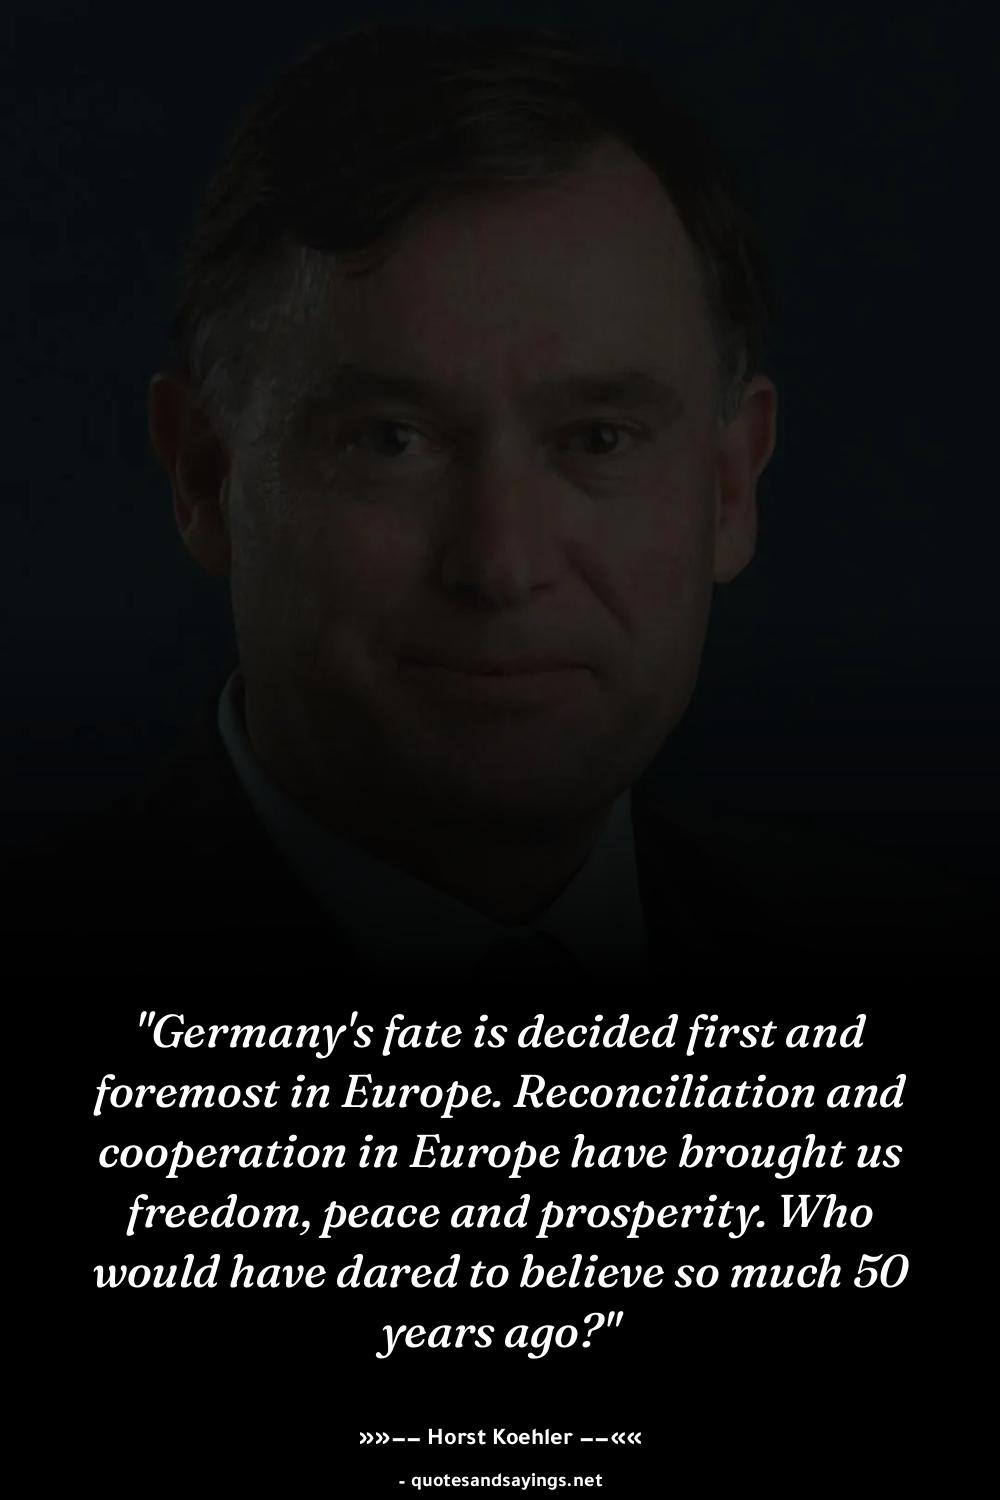 "Germany's fate is decided first and
foremost in Europe. Reconciliation and
cooperation in Europe have brought us
freedom, peace and prosperity. Who
would have dared to believe so much 50
years ago?"
»»—— Horst Koehler ——««
- quotesandsayings.net